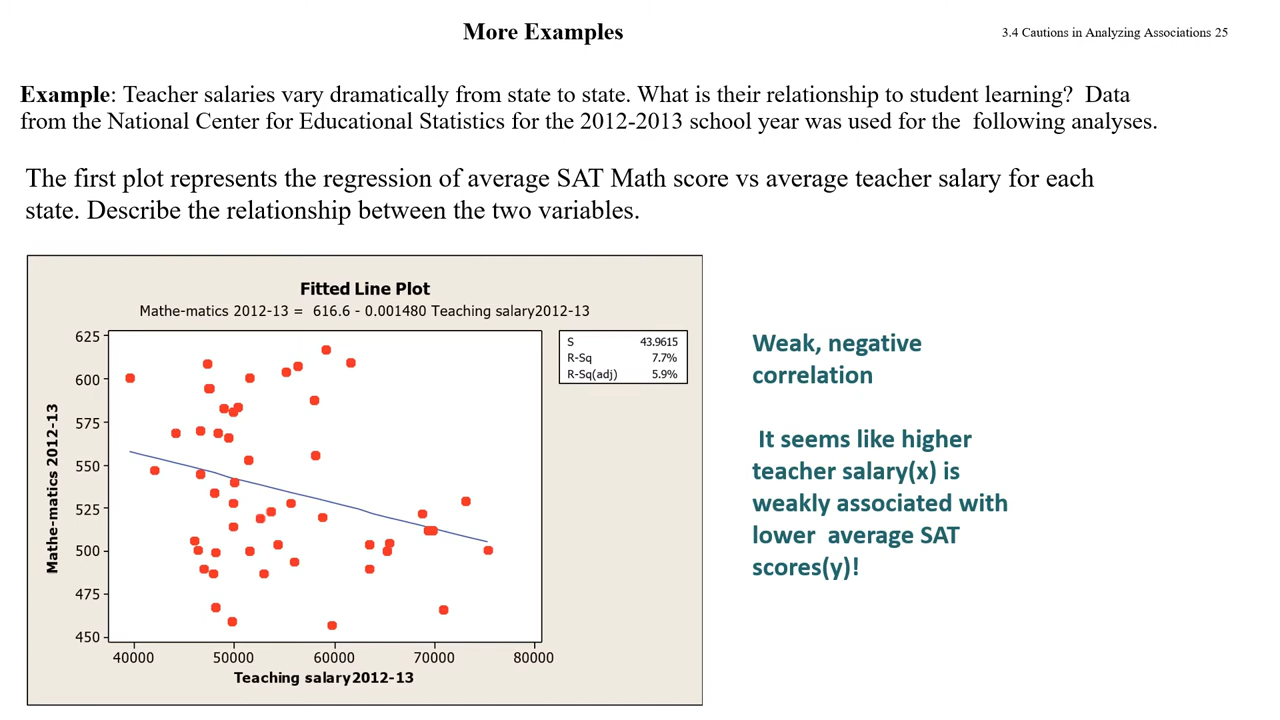 More Examples
3.4 Cautions in Analyzing Associations 25
Example: Teacher salaries vary dramatically from state to state. What is their relationship to student learning?  Data
from the National Center for Educational Statistics for the 2012-2013 school year was used for the  following analyses.
The first plot represents the regression of average SAT Math score vs average teacher salary for each
state. Describe the relationship between the two variables.
Fitted Line Plot
Mathe-matics 2012-13 =  616.6 - 0.001480 Teaching salary2012-13
S 43.9615
R-Sq 7.7%
R-Sq(adj) 5.9%
Mathe-matics 2012-13
625
600
575
550
525
500
475
450
40000 50000 60000 70000 80000
Teaching salary2012-13
Weak, negative
correlation
It seems like higher
teacher salary(x) is
weakly associated with
lower  average SAT
scores(y)!